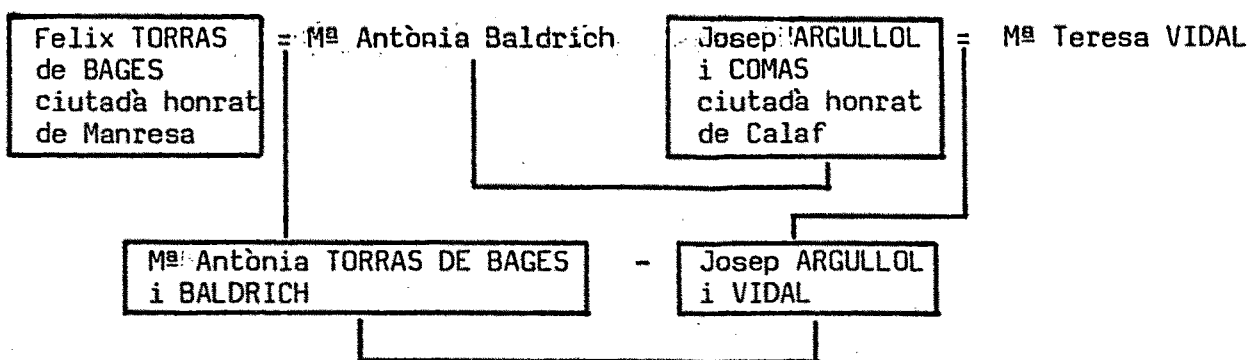 Felix TORRAS
de BAGES
ciutadà honrat
de Manresa
= Mª Antònia Baldrich
Josep ARGULLOL
i COMAS
ciutadà honrat
de Calaf
= Mª Teresa VIDAL
Mª Antònia TORRAS DE BAGES
i BALDRICH
-
Josep ARGULLOL
i VIDAL